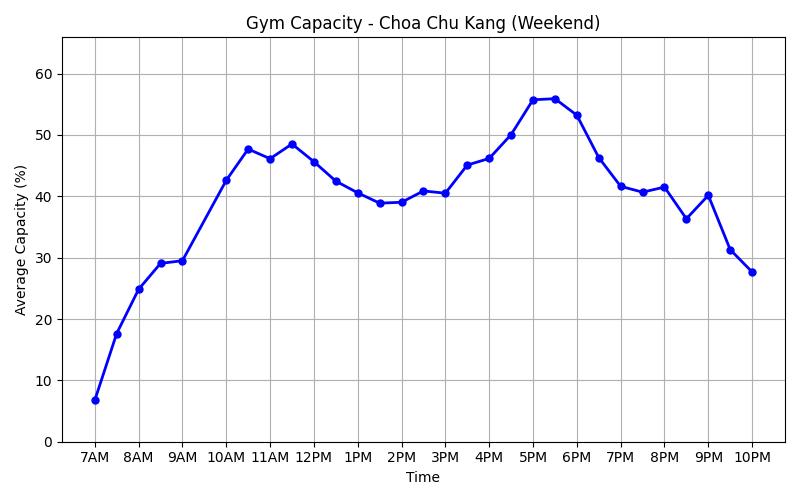 Gym Capacity - Choa Chu Kang (Weekend)
Average Capacity (%)
60
50
40
30
20
10
0
7AM 8AM 9AM 10AM 11AM 12PM 1PM 2PM 3PM 4PM 5PM 6PM 7PM 8PM 9PM 10PM
Time